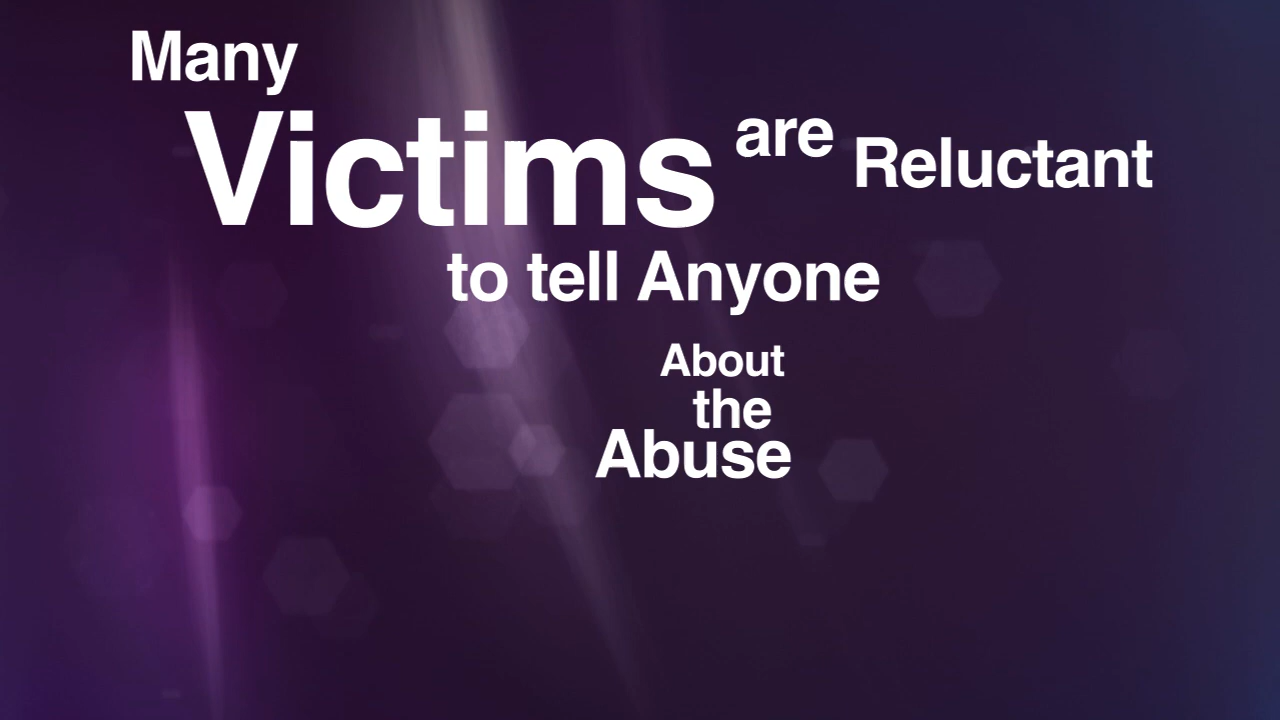 Many
Victims are Reluctant
to tell Anyone
About
the
Abuse